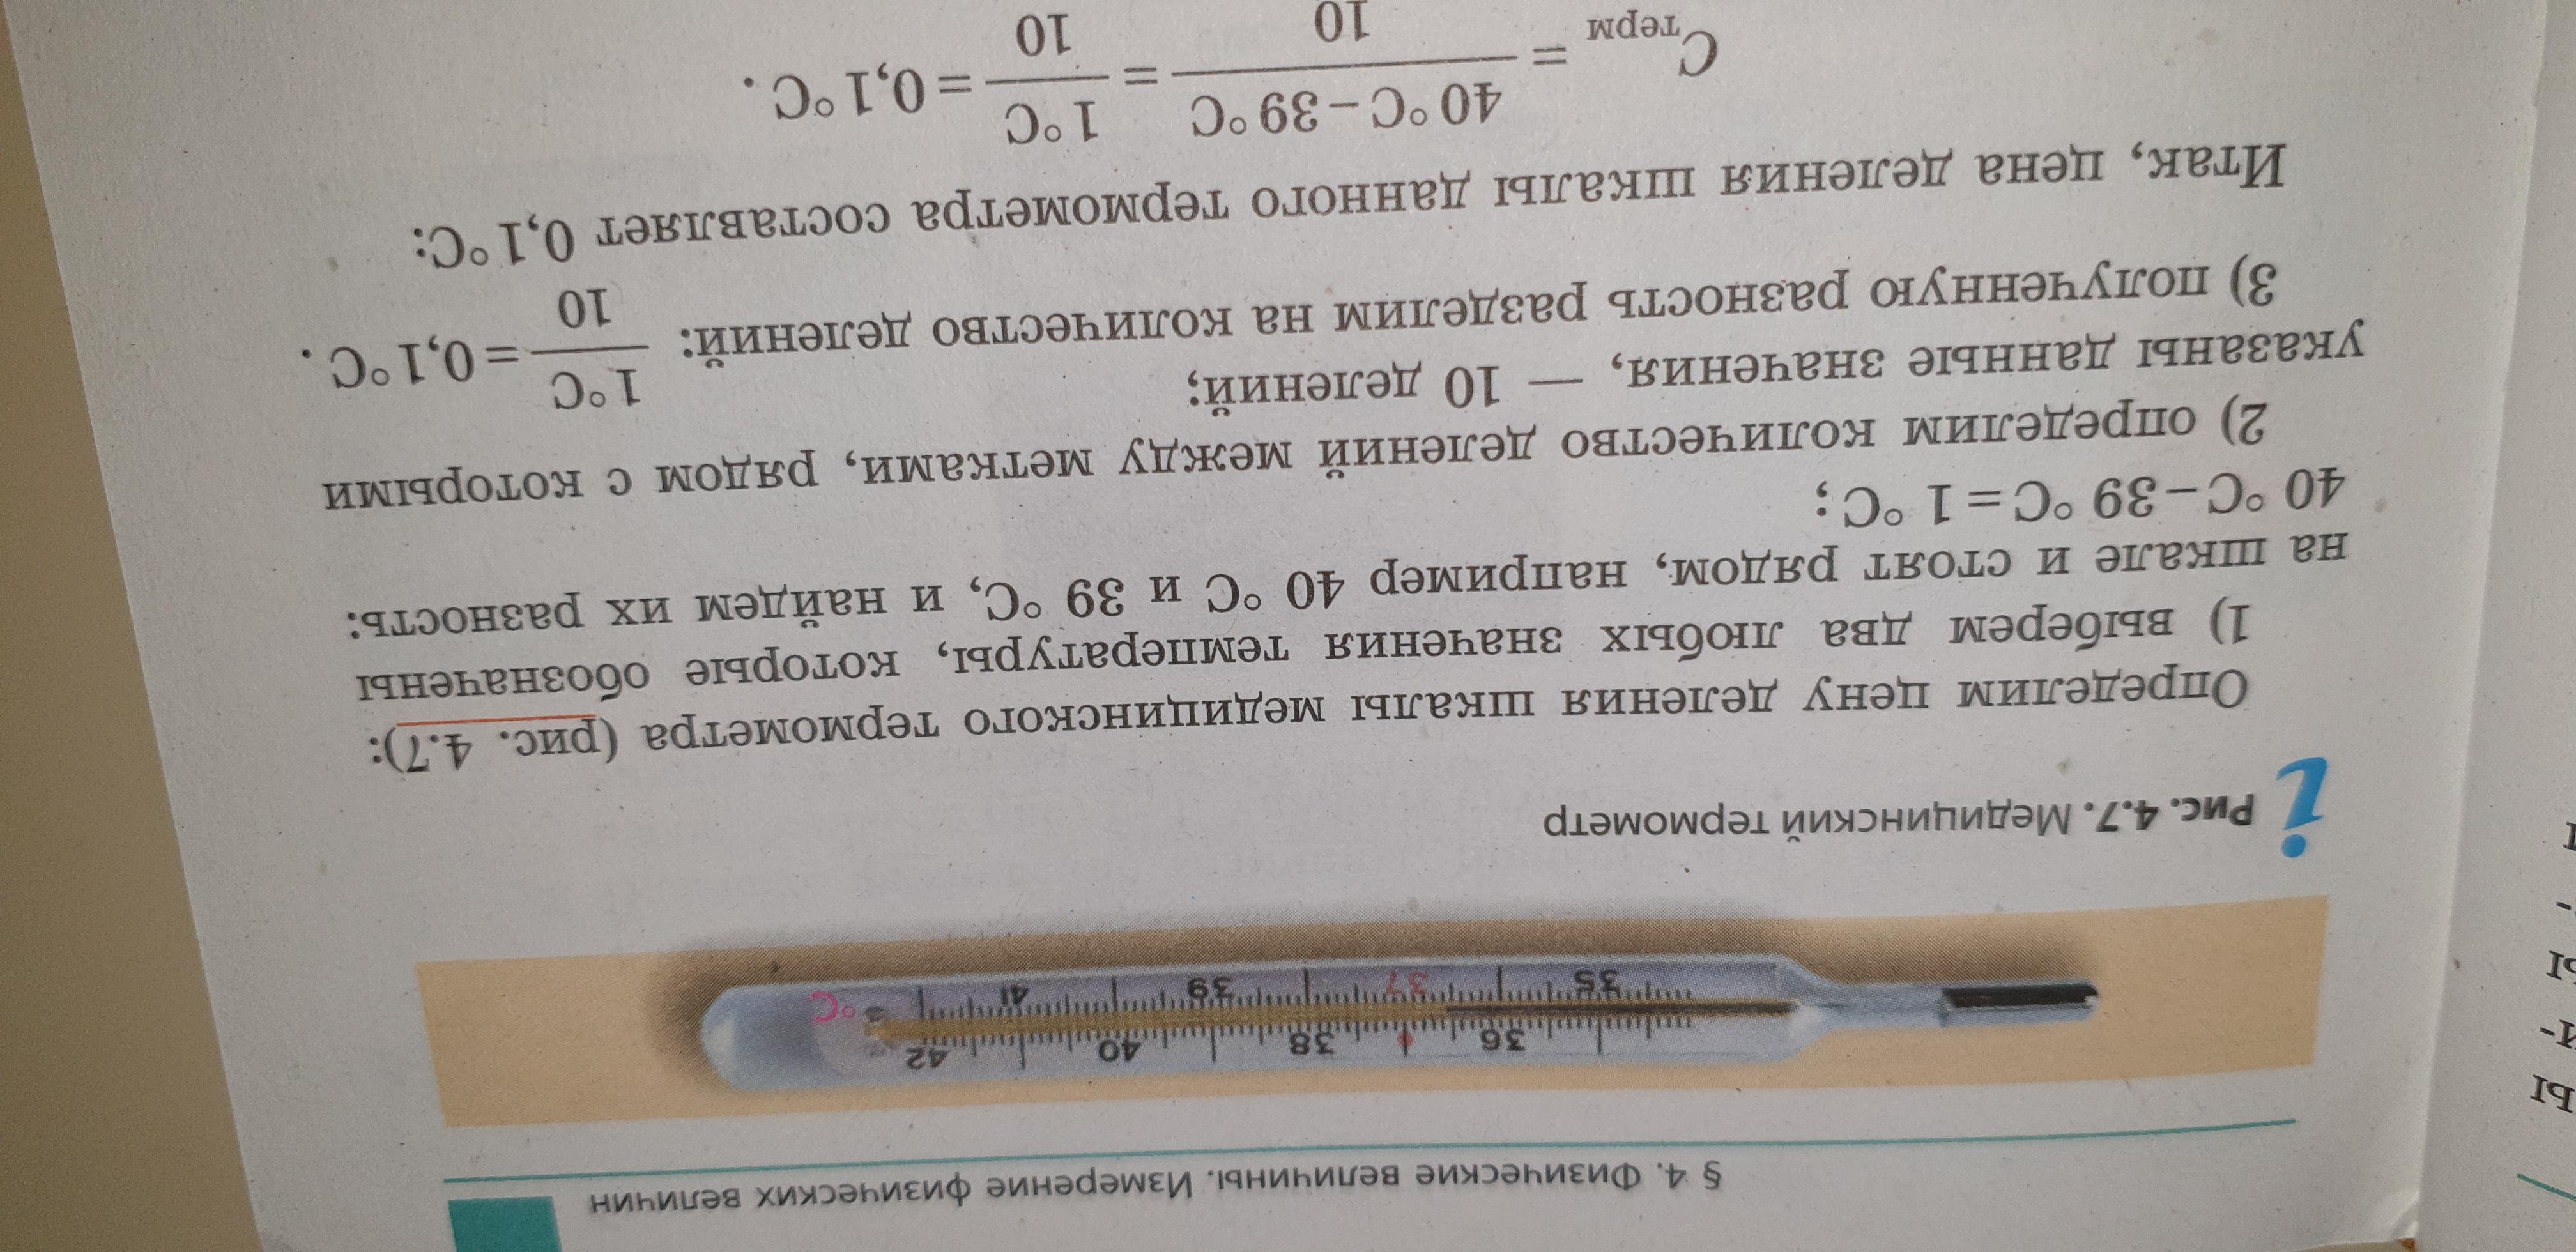 § 4. Физические величины. Измерение физических величин
36 38 40 42
35 37 39 41 °C
Рис. 4.7. Медицинский термометр
Определим цену деления шкалы медицинского термометра (рис. 4.7):
1) выберем два любых значения температуры, которые обозначены
на шкале и стоят рядом, например 40 °C и 39 °C, и найдем их разность:
40 °C – 39 °C = 1 °C;
2) определим количество делений между метками, рядом с которыми
указаны данные значения, — 10 делений;
3) полученную разность разделим на количество делений: 1 °C / 10 = 0,1 °C.
Итак, цена деления шкалы данного термометра составляет 0,1 °C:
Cтерм = 40 °C – 39 °C / 10 = 1 °C / 10 = 0,1 °C.